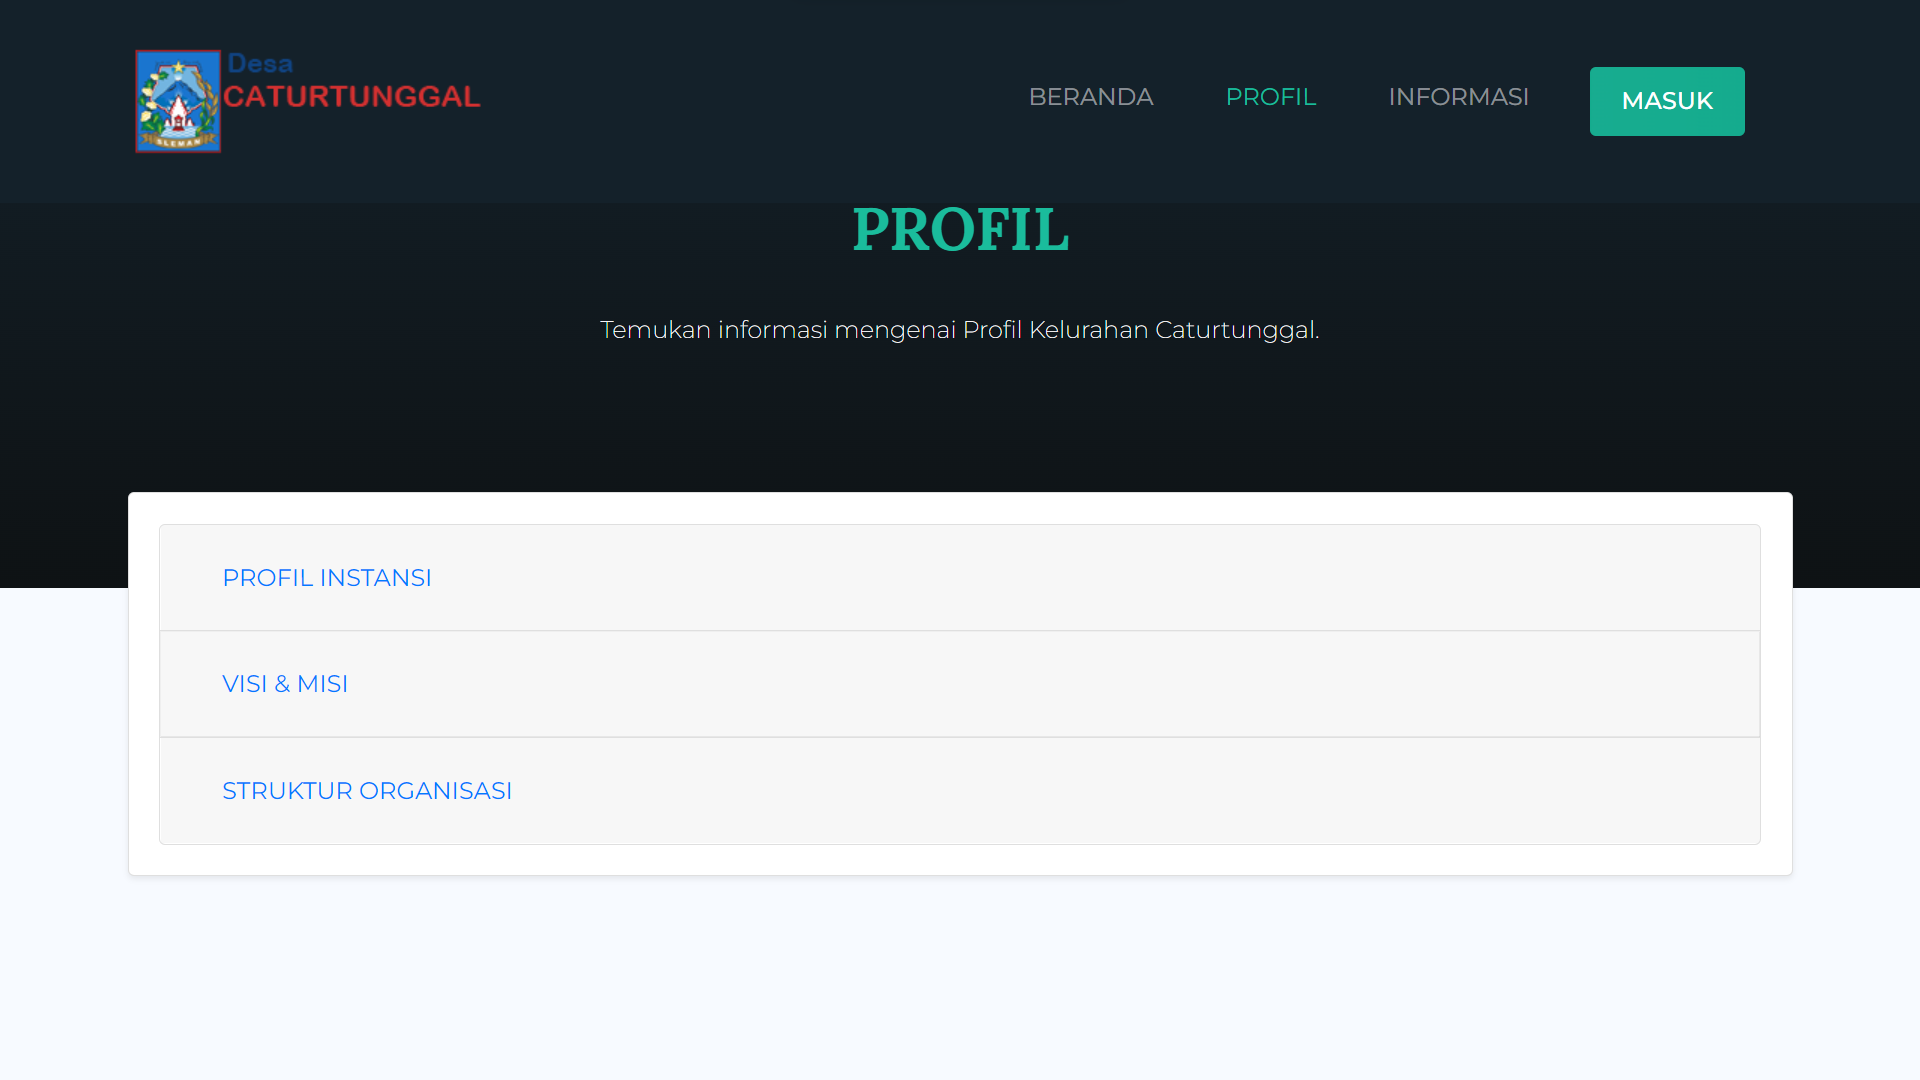 Desa
CATURTUNGGAL
SLEMAN
BERANDA
PROFIL
INFORMASI
MASUK
PROFIL
Temukan informasi mengenai Profil Kelurahan Caturtunggal.
PROFIL INSTANSI
VISI & MISI
STRUKTUR ORGANISASI